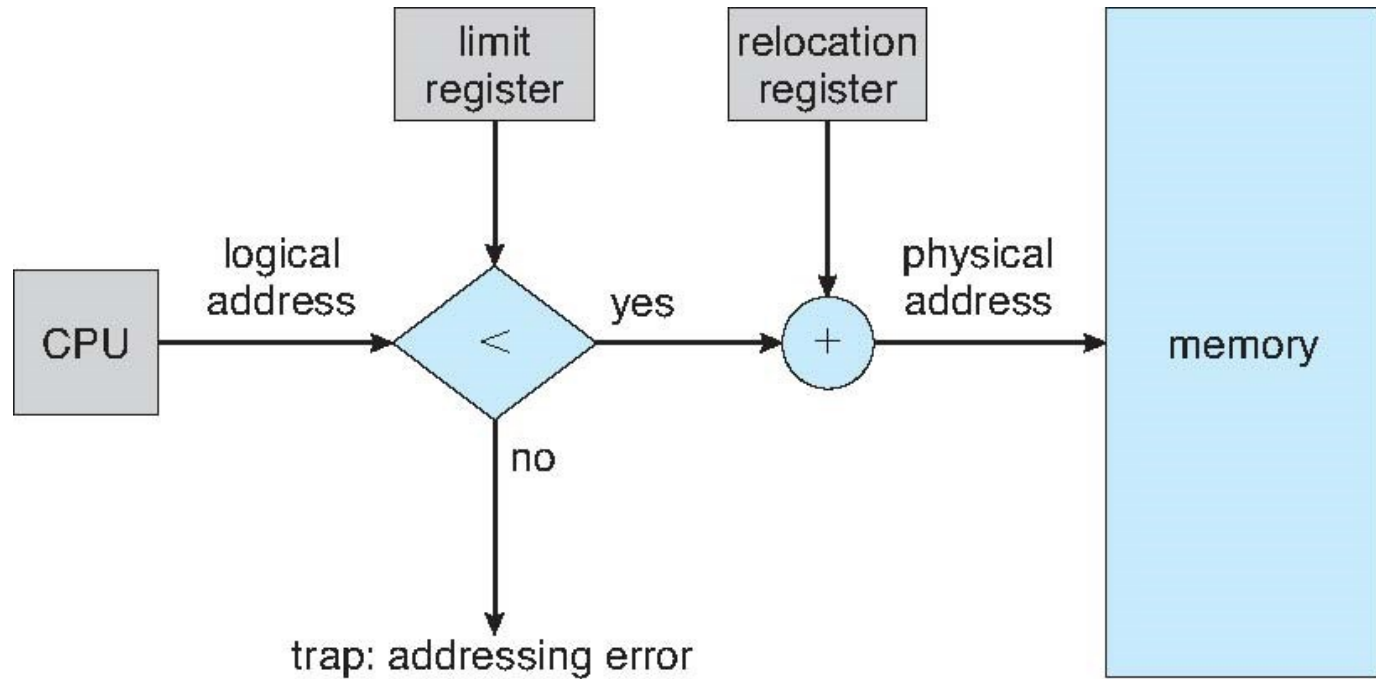 limit
register
relocation
register
logical
address
physical
address
CPU
<
yes
+
memory
no
trap: addressing error